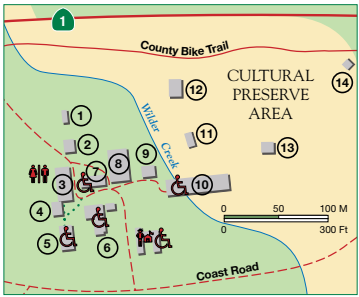 1
County Bike Trail
CULTURAL
PRESERVE
AREA
14
12
1
Wilder Creek
2
11
13
8
9
7
3
10
4
0 50 100 M
0 300 Ft
5
6
Coast Road